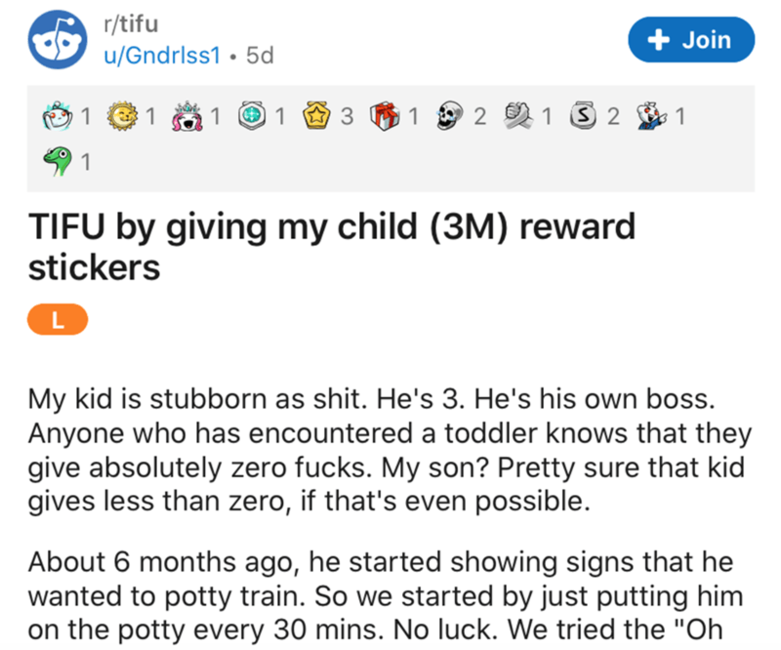 r/tifu
u/Gndrlss1 • 5d
+ Join
1 1 1 1 3 1 2 1 S 2 1
1
TIFU by giving my child (3M) reward
stickers
L
My kid is stubborn as shit. He's 3. He's his own boss.
Anyone who has encountered a toddler knows that they
give absolutely zero fucks. My son? Pretty sure that kid
gives less than zero, if that's even possible.
About 6 months ago, he started showing signs that he
wanted to potty train. So we started by just putting him
on the potty every 30 mins. No luck. We tried the "Oh